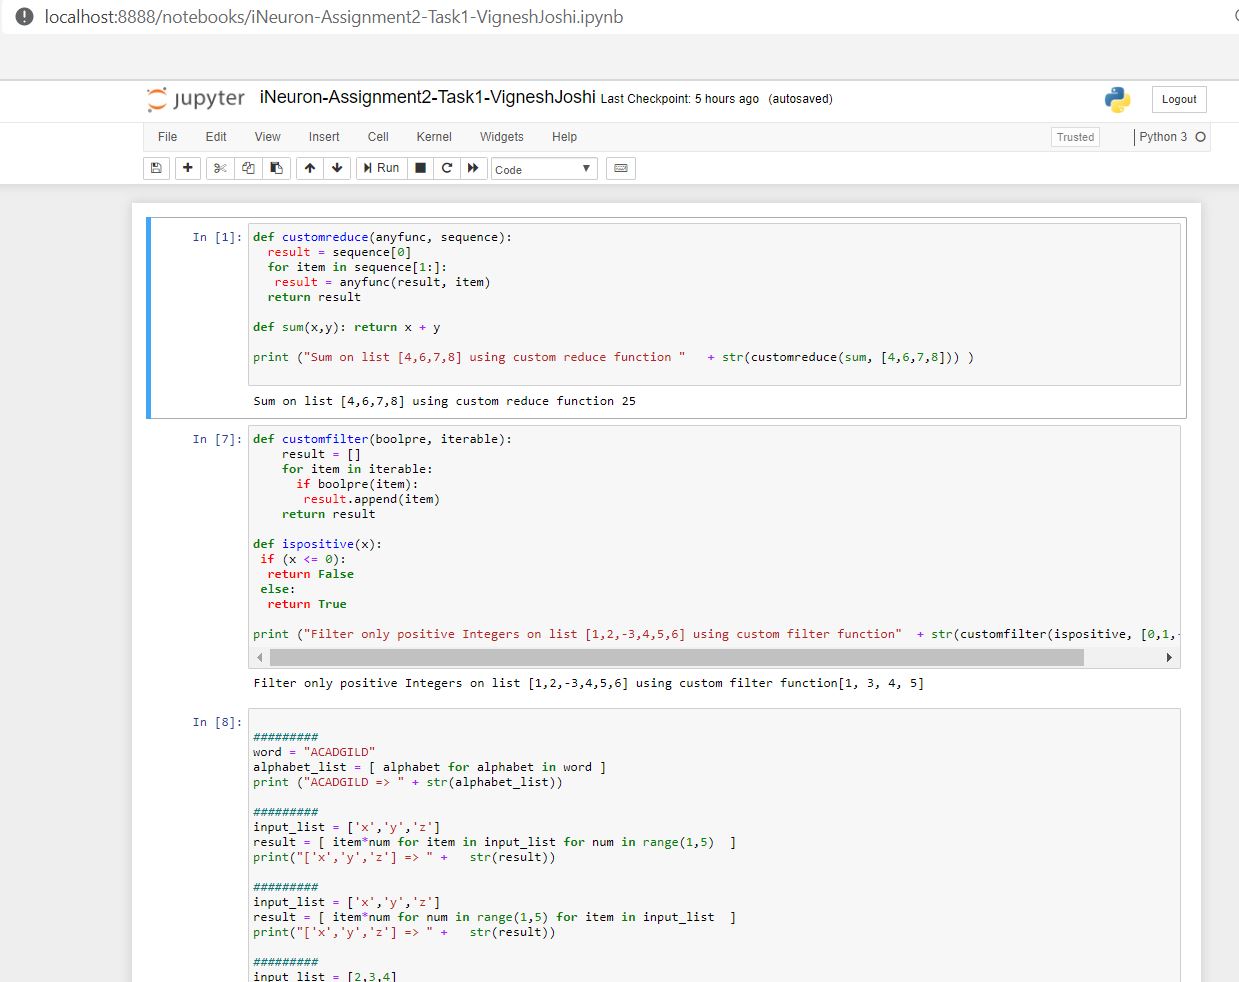 localhost:8888/notebooks/iNeuron-Assignment2-Task1-VigneshJoshi.ipynb
jupyter iNeuron-Assignment2-Task1-VigneshJoshi Last Checkpoint: 5 hours ago (autosaved) Logout
File Edit View Insert Cell Kernel Widgets Help Trusted Python 3
Run Code
In [1]: def customreduce(anyfunc, sequence):
  result = sequence[0]
  for item in sequence[1:]:
   result = anyfunc(result, item)
  return result
def sum(x,y): return x + y
print ("Sum on list [4,6,7,8] using custom reduce function "   + str(customreduce(sum, [4,6,7,8])) )
Sum on list [4,6,7,8] using custom reduce function 25
In [7]: def customfilter(boolpre, iterable):
    result = []
    for item in iterable:
      if boolpre(item):
       result.append(item)
    return result
def ispositive(x):
 if (x <= 0):
  return False
 else:
  return True
print ("Filter only positive Integers on list [1,2,-3,4,5,6] using custom filter function"  + str(customfilter(ispositive, [0,1,-
Filter only positive Integers on list [1,2,-3,4,5,6] using custom filter function[1, 3, 4, 5]
In [8]:
#########
word = "ACADGILD"
alphabet_list = [ alphabet for alphabet in word ]
print ("ACADGILD => " + str(alphabet_list))
#########
input_list = ['x','y','z']
result = [ item*num for item in input_list for num in range(1,5)  ]
print("['x','y','z'] => " +   str(result))
#########
input_list = ['x','y','z']
result = [ item*num for num in range(1,5) for item in input_list  ]
print("['x','y','z'] => " +   str(result))
#########
input_list = [2,3,4]